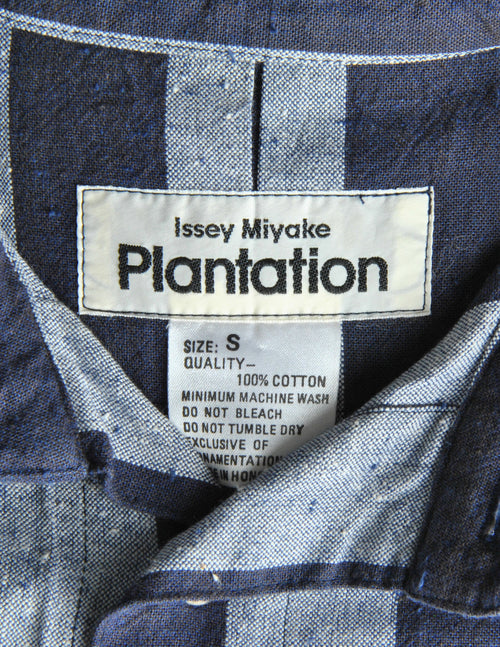 Issey Miyake
Plantation
SIZE: S
QUALITY—
100% COTTON
MINIMUM MACHINE WASH
DO NOT BLEACH
DO NOT TUMBLE DRY
EXCLUSIVE OF